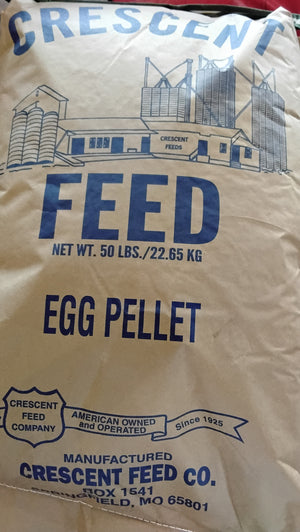 CRESCENT
CRESCENT
FEEDS
FEED
NET WT. 50 LBS./22.65 KG
EGG PELLET
CRESCENT
FEED
COMPANY
AMERICAN OWNED
and OPERATED
Since 1925
MANUFACTURED
CRESCENT FEED CO.
BOX 1541
SPRINGFIELD, MO 65801